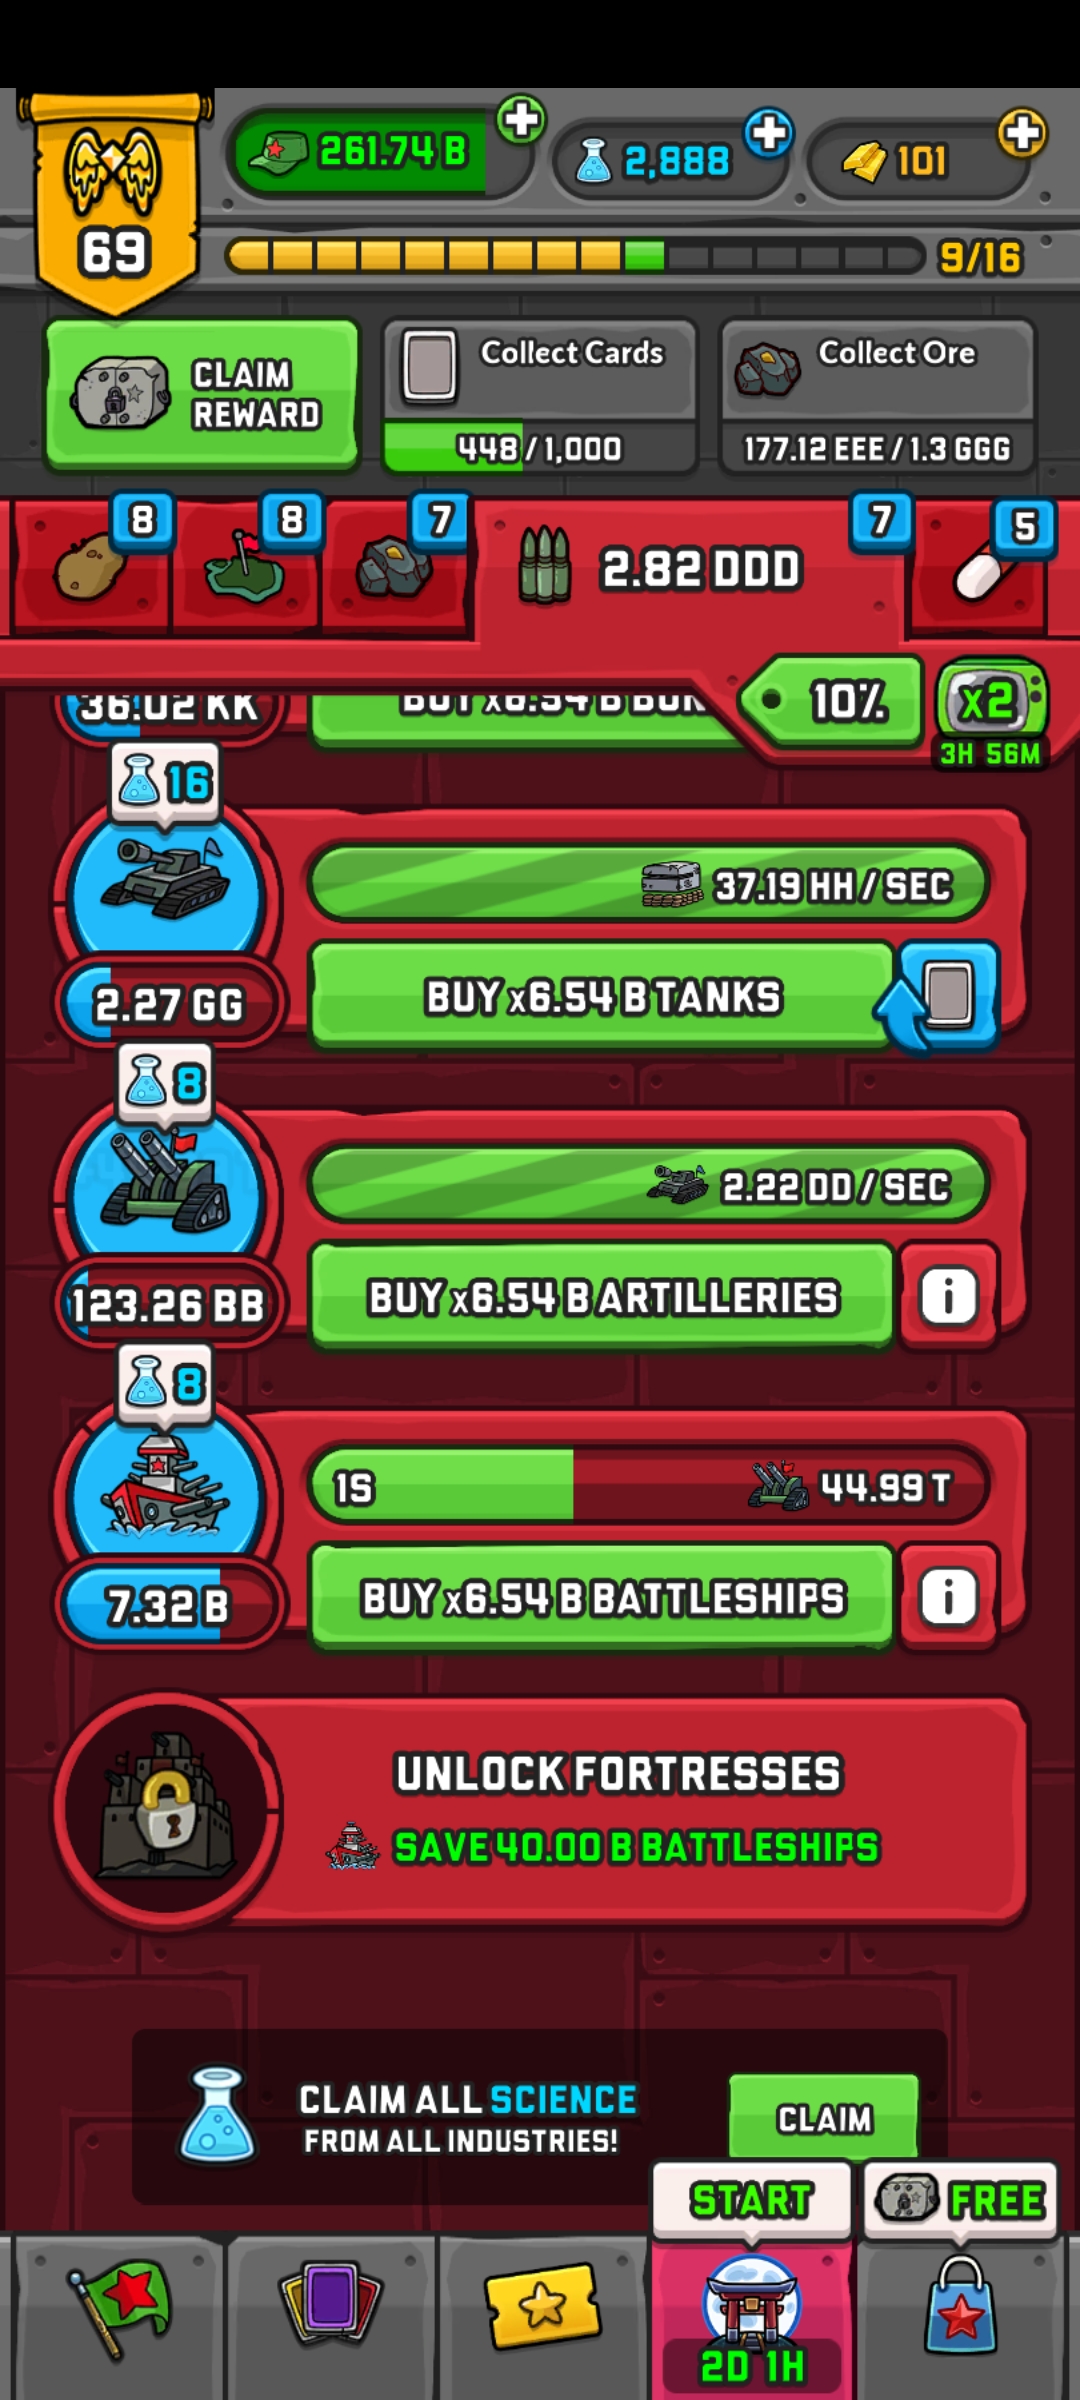 69
261.74 B
2,888
101
9/16
CLAIM
REWARD
Collect Cards
448 / 1,000
Collect Ore
177.12 EEE / 1.3 GGG
8
8
7
2.82 DDD
7
5
10%
x2
3H 56M
36.02 KK
16
37.19 HH / SEC
2.27 GG
BUY x6.54 B TANKS
8
2.22 DD / SEC
123.26 BB
BUY x6.54 B ARTILLERIES
i
8
1S
44.99 T
7.32 B
BUY x6.54 B BATTLESHIPS
i
UNLOCK FORTRESSES
SAVE 40.00 B BATTLESHIPS
CLAIM ALL SCIENCE
FROM ALL INDUSTRIES!
CLAIM
START
FREE
2D 1H